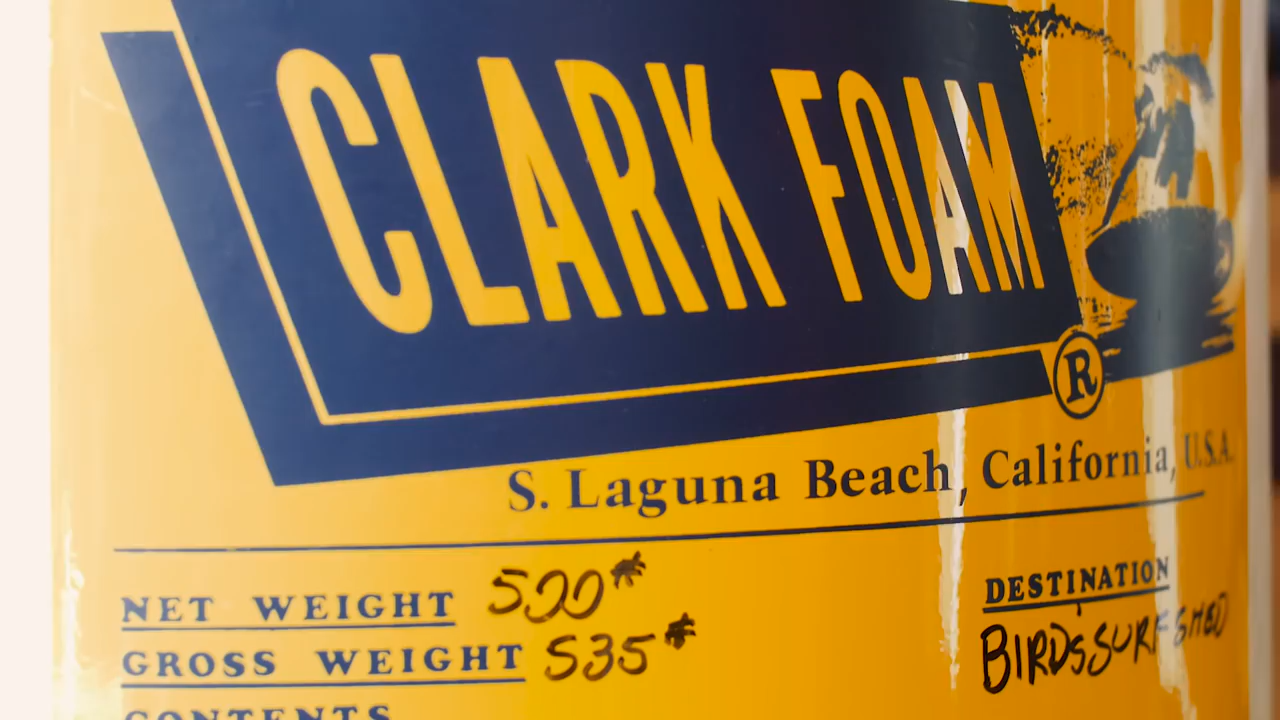 CLARK FOAM
®
S. Laguna Beach, California, U.S.A.
NET WEIGHT 500#
GROSS WEIGHT 535#
DESTINATION
BIRDS SURF SHED
CONTENTS